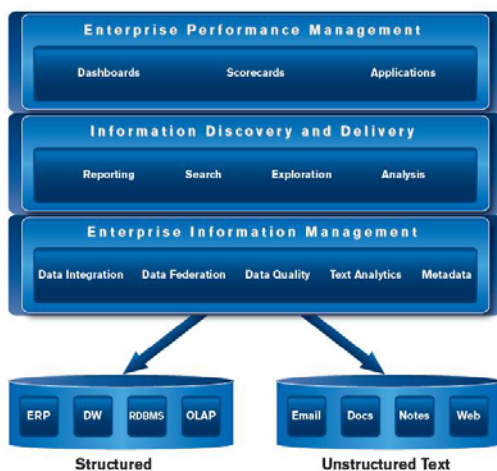 Enterprise Performance Management
Dashboards Scorecards Applications
Information Discovery and Delivery
Reporting Search Exploration Analysis
Enterprise Information Management
Data Integration Data Federation Data Quality Text Analytics Metadata
ERP DW RDBMS OLAP Email Docs Notes Web
Structured Unstructured Text